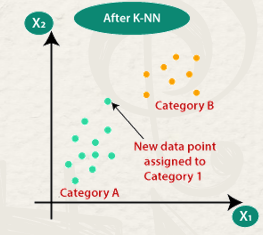 After K-NN
X₂
Category B
New data point
assigned to
Category 1
Category A
X₁